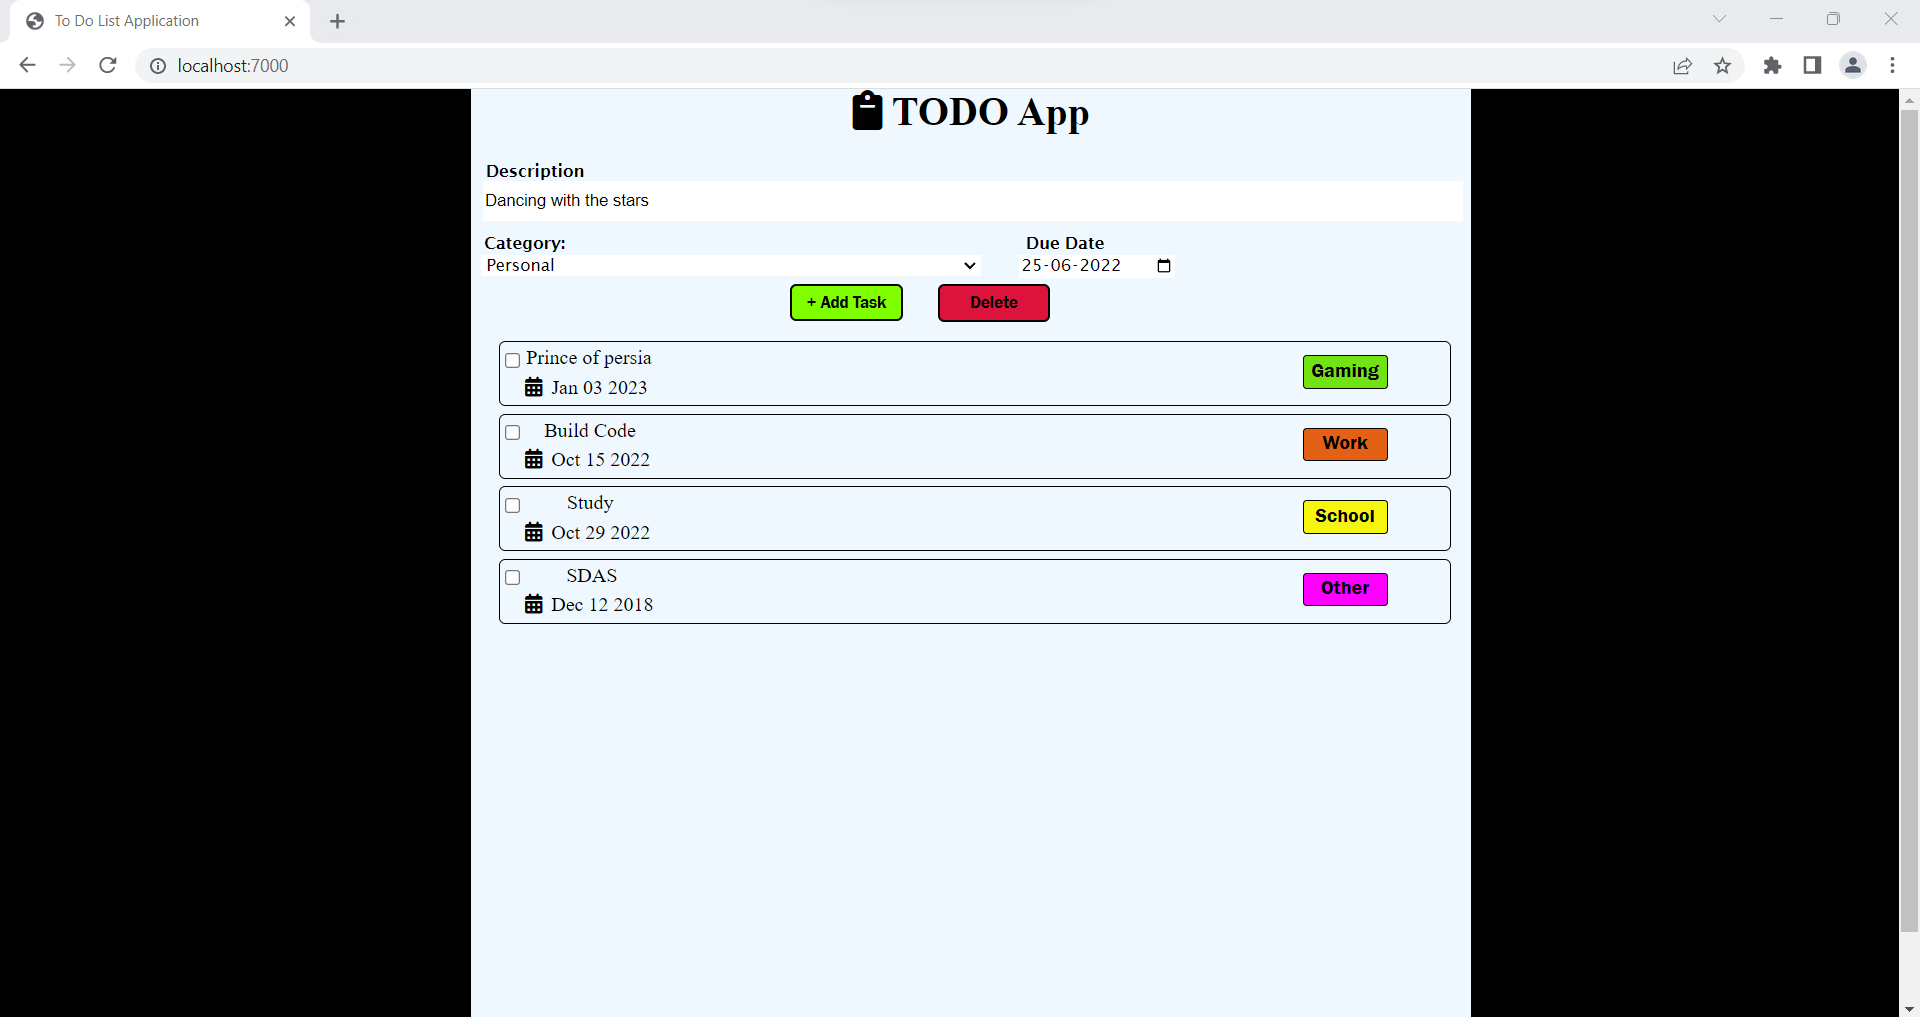 To Do List Application
localhost:7000
TODO App
Description
Dancing with the stars
Category: Due Date
Personal 25-06-2022
+ Add Task Delete
Prince of persia Gaming
Jan 03 2023
Build Code Work
Oct 15 2022
Study School
Oct 29 2022
SDAS Other
Dec 12 2018